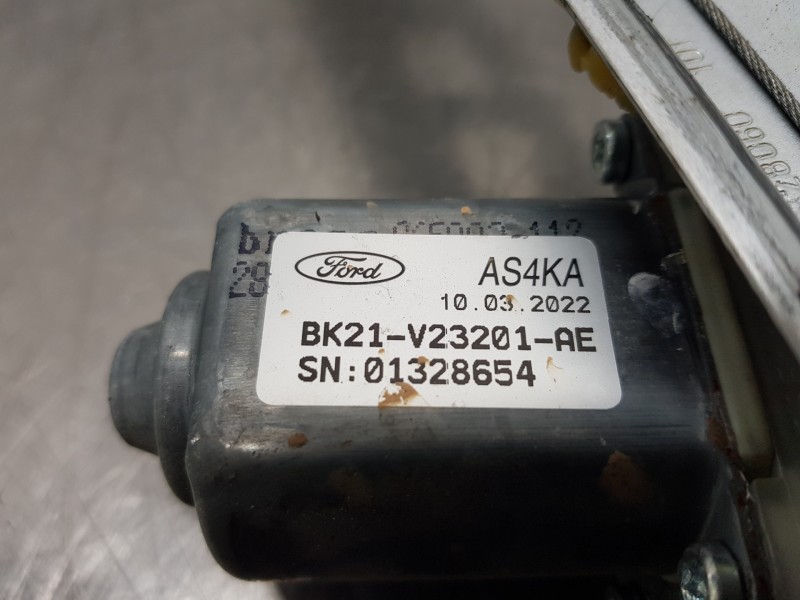 Ford
AS4KA
10.03.2022
BK21-V23201-AE
SN:01328654